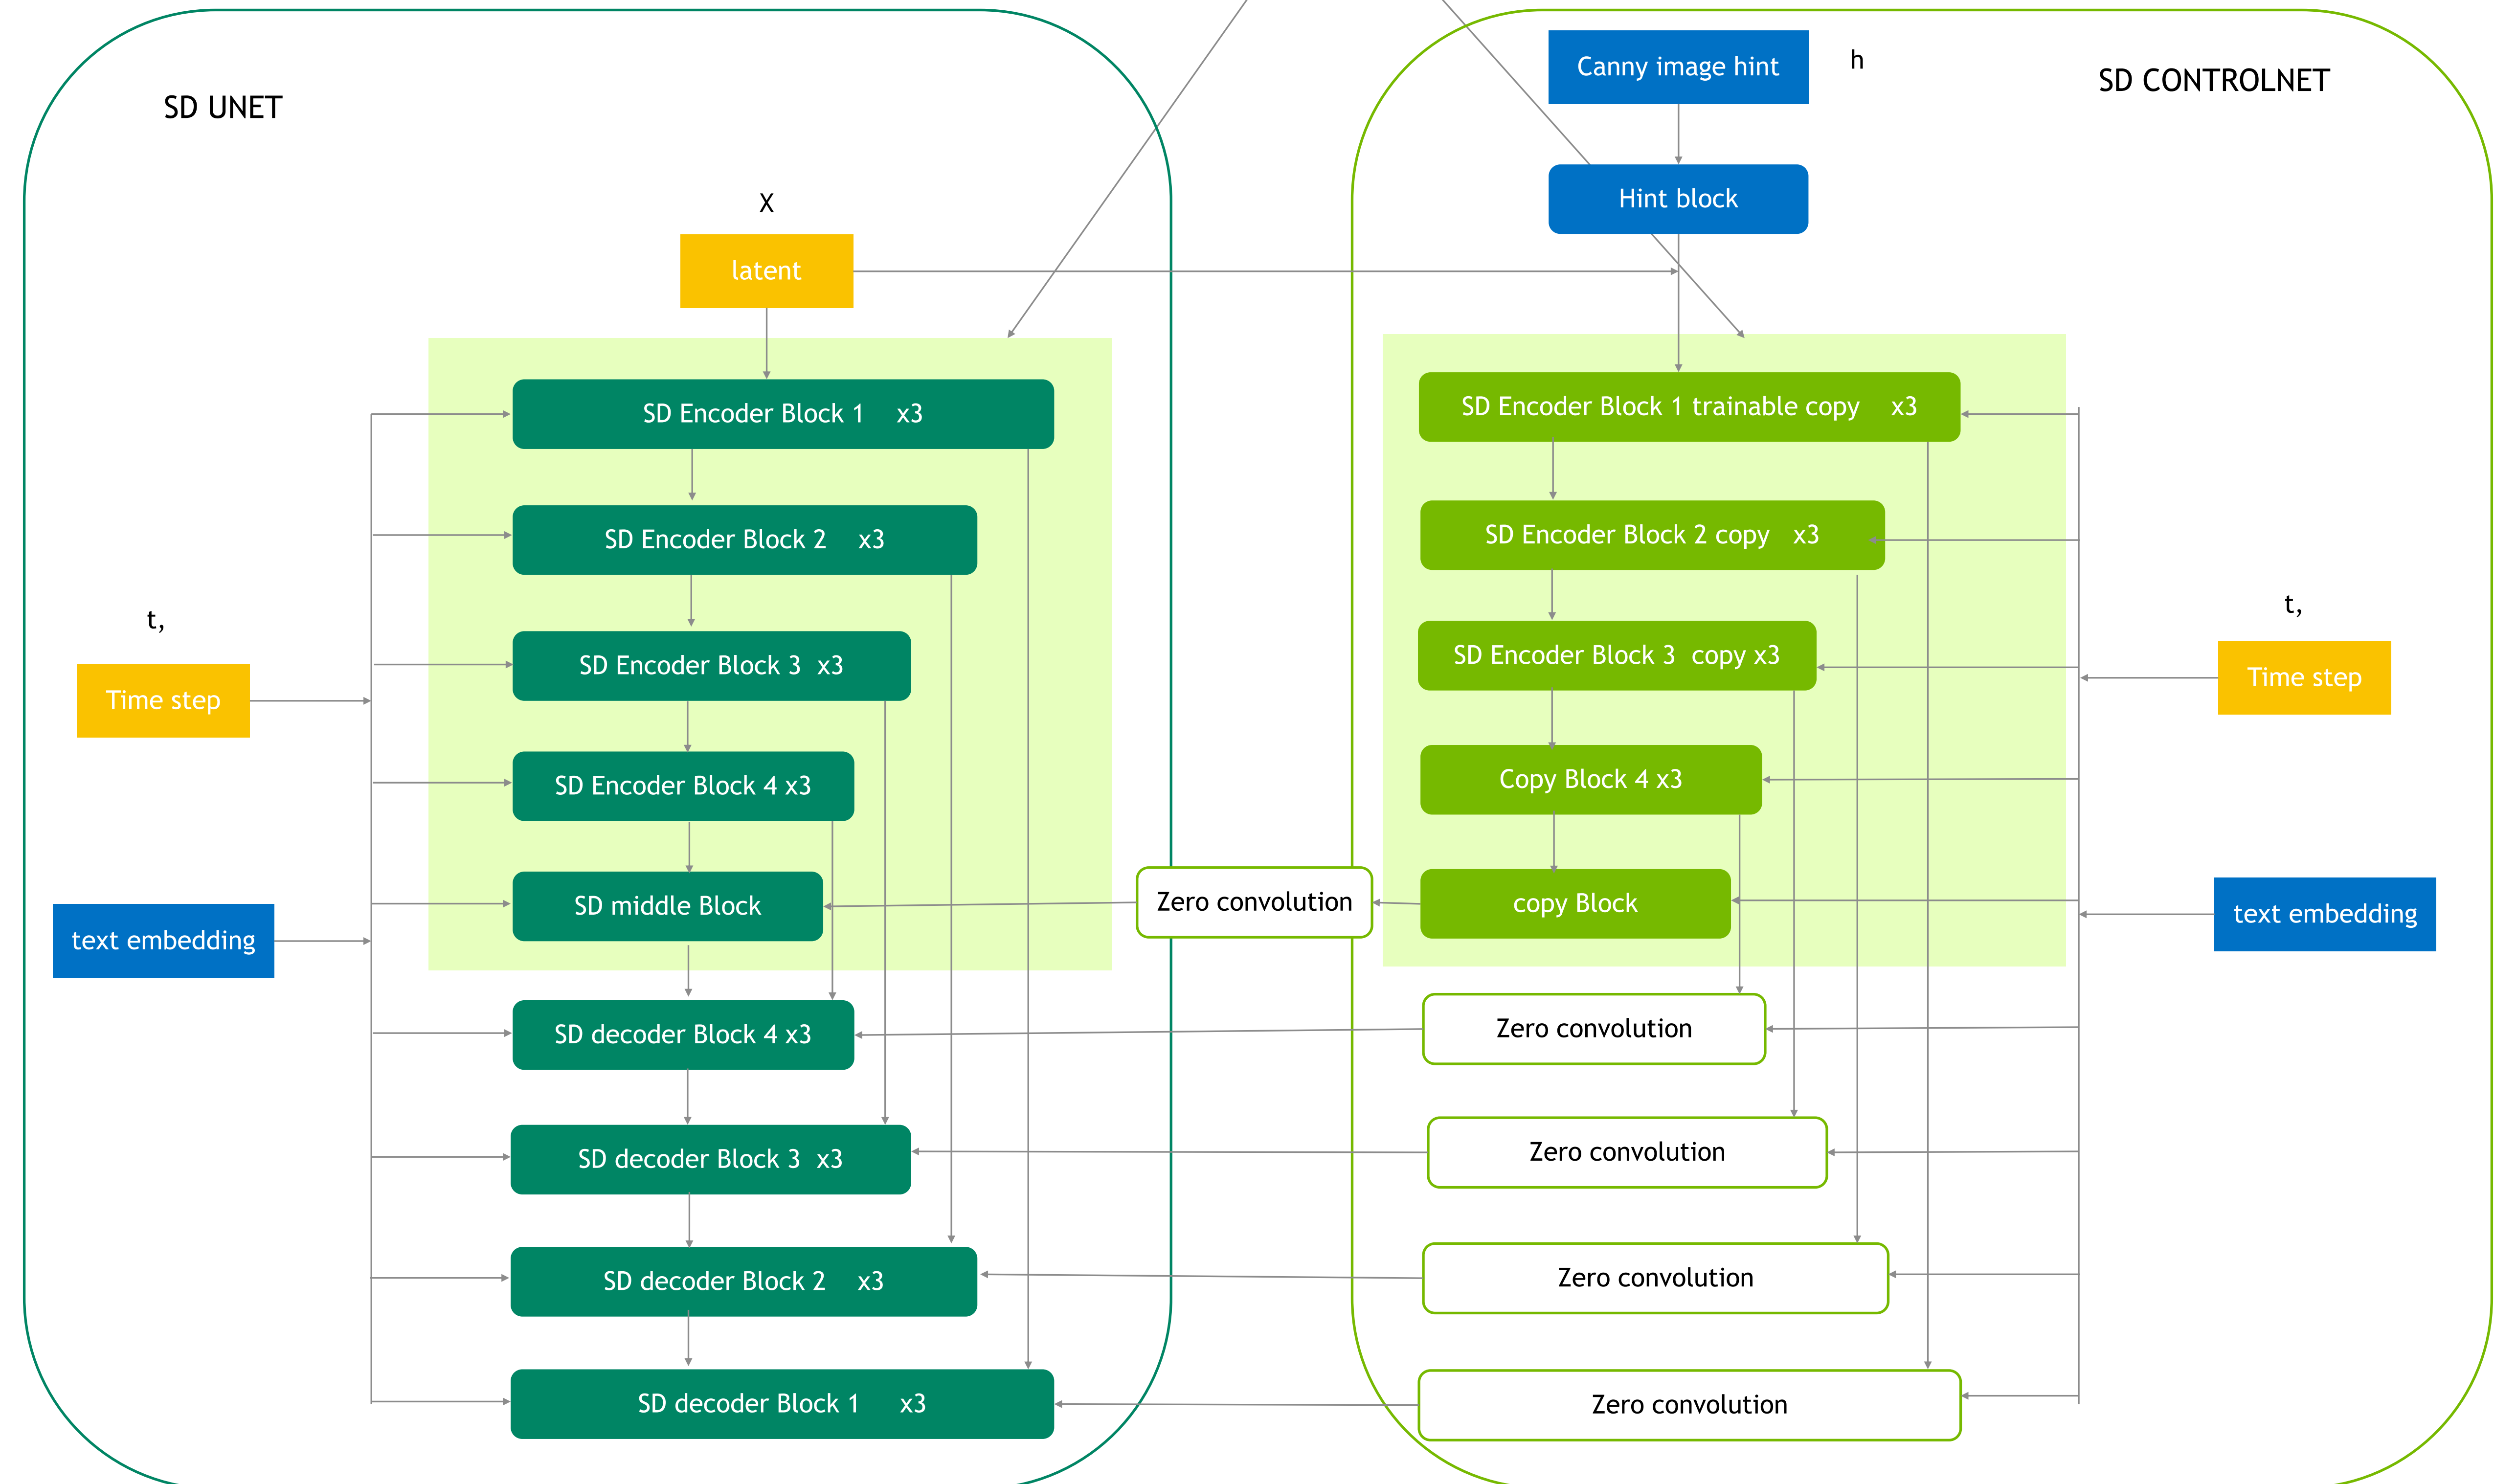 SD UNET
X
latent
SD Encoder Block 1 x3
SD Encoder Block 2 x3
SD Encoder Block 3 x3
SD Encoder Block 4 x3
SD middle Block
SD decoder Block 4 x3
SD decoder Block 3 x3
SD decoder Block 2 x3
SD decoder Block 1 x3
t,
Time step
text embedding
Zero convolution
SD CONTROLNET
Canny image hint
h
Hint block
SD Encoder Block 1 trainable copy x3
SD Encoder Block 2 copy x3
SD Encoder Block 3 copy x3
Copy Block 4 x3
copy Block
Zero convolution
Zero convolution
Zero convolution
Zero convolution
t,
Time step
text embedding